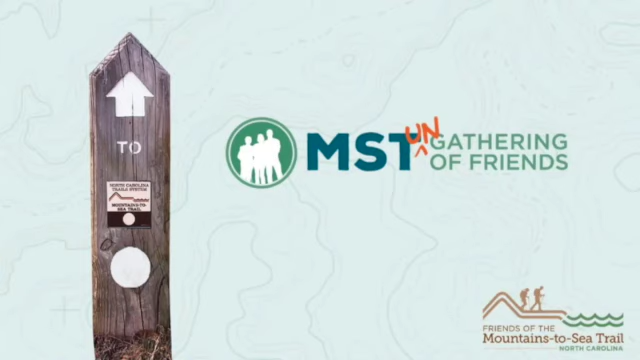 TO
NORTH CAROLINA
TRAILS SYSTEM
MOUNTAINS-TO-
SEA TRAIL
MST UN GATHERING
OF FRIENDS
FRIENDS OF THE
Mountains-to-Sea Trail
NORTH CAROLINA